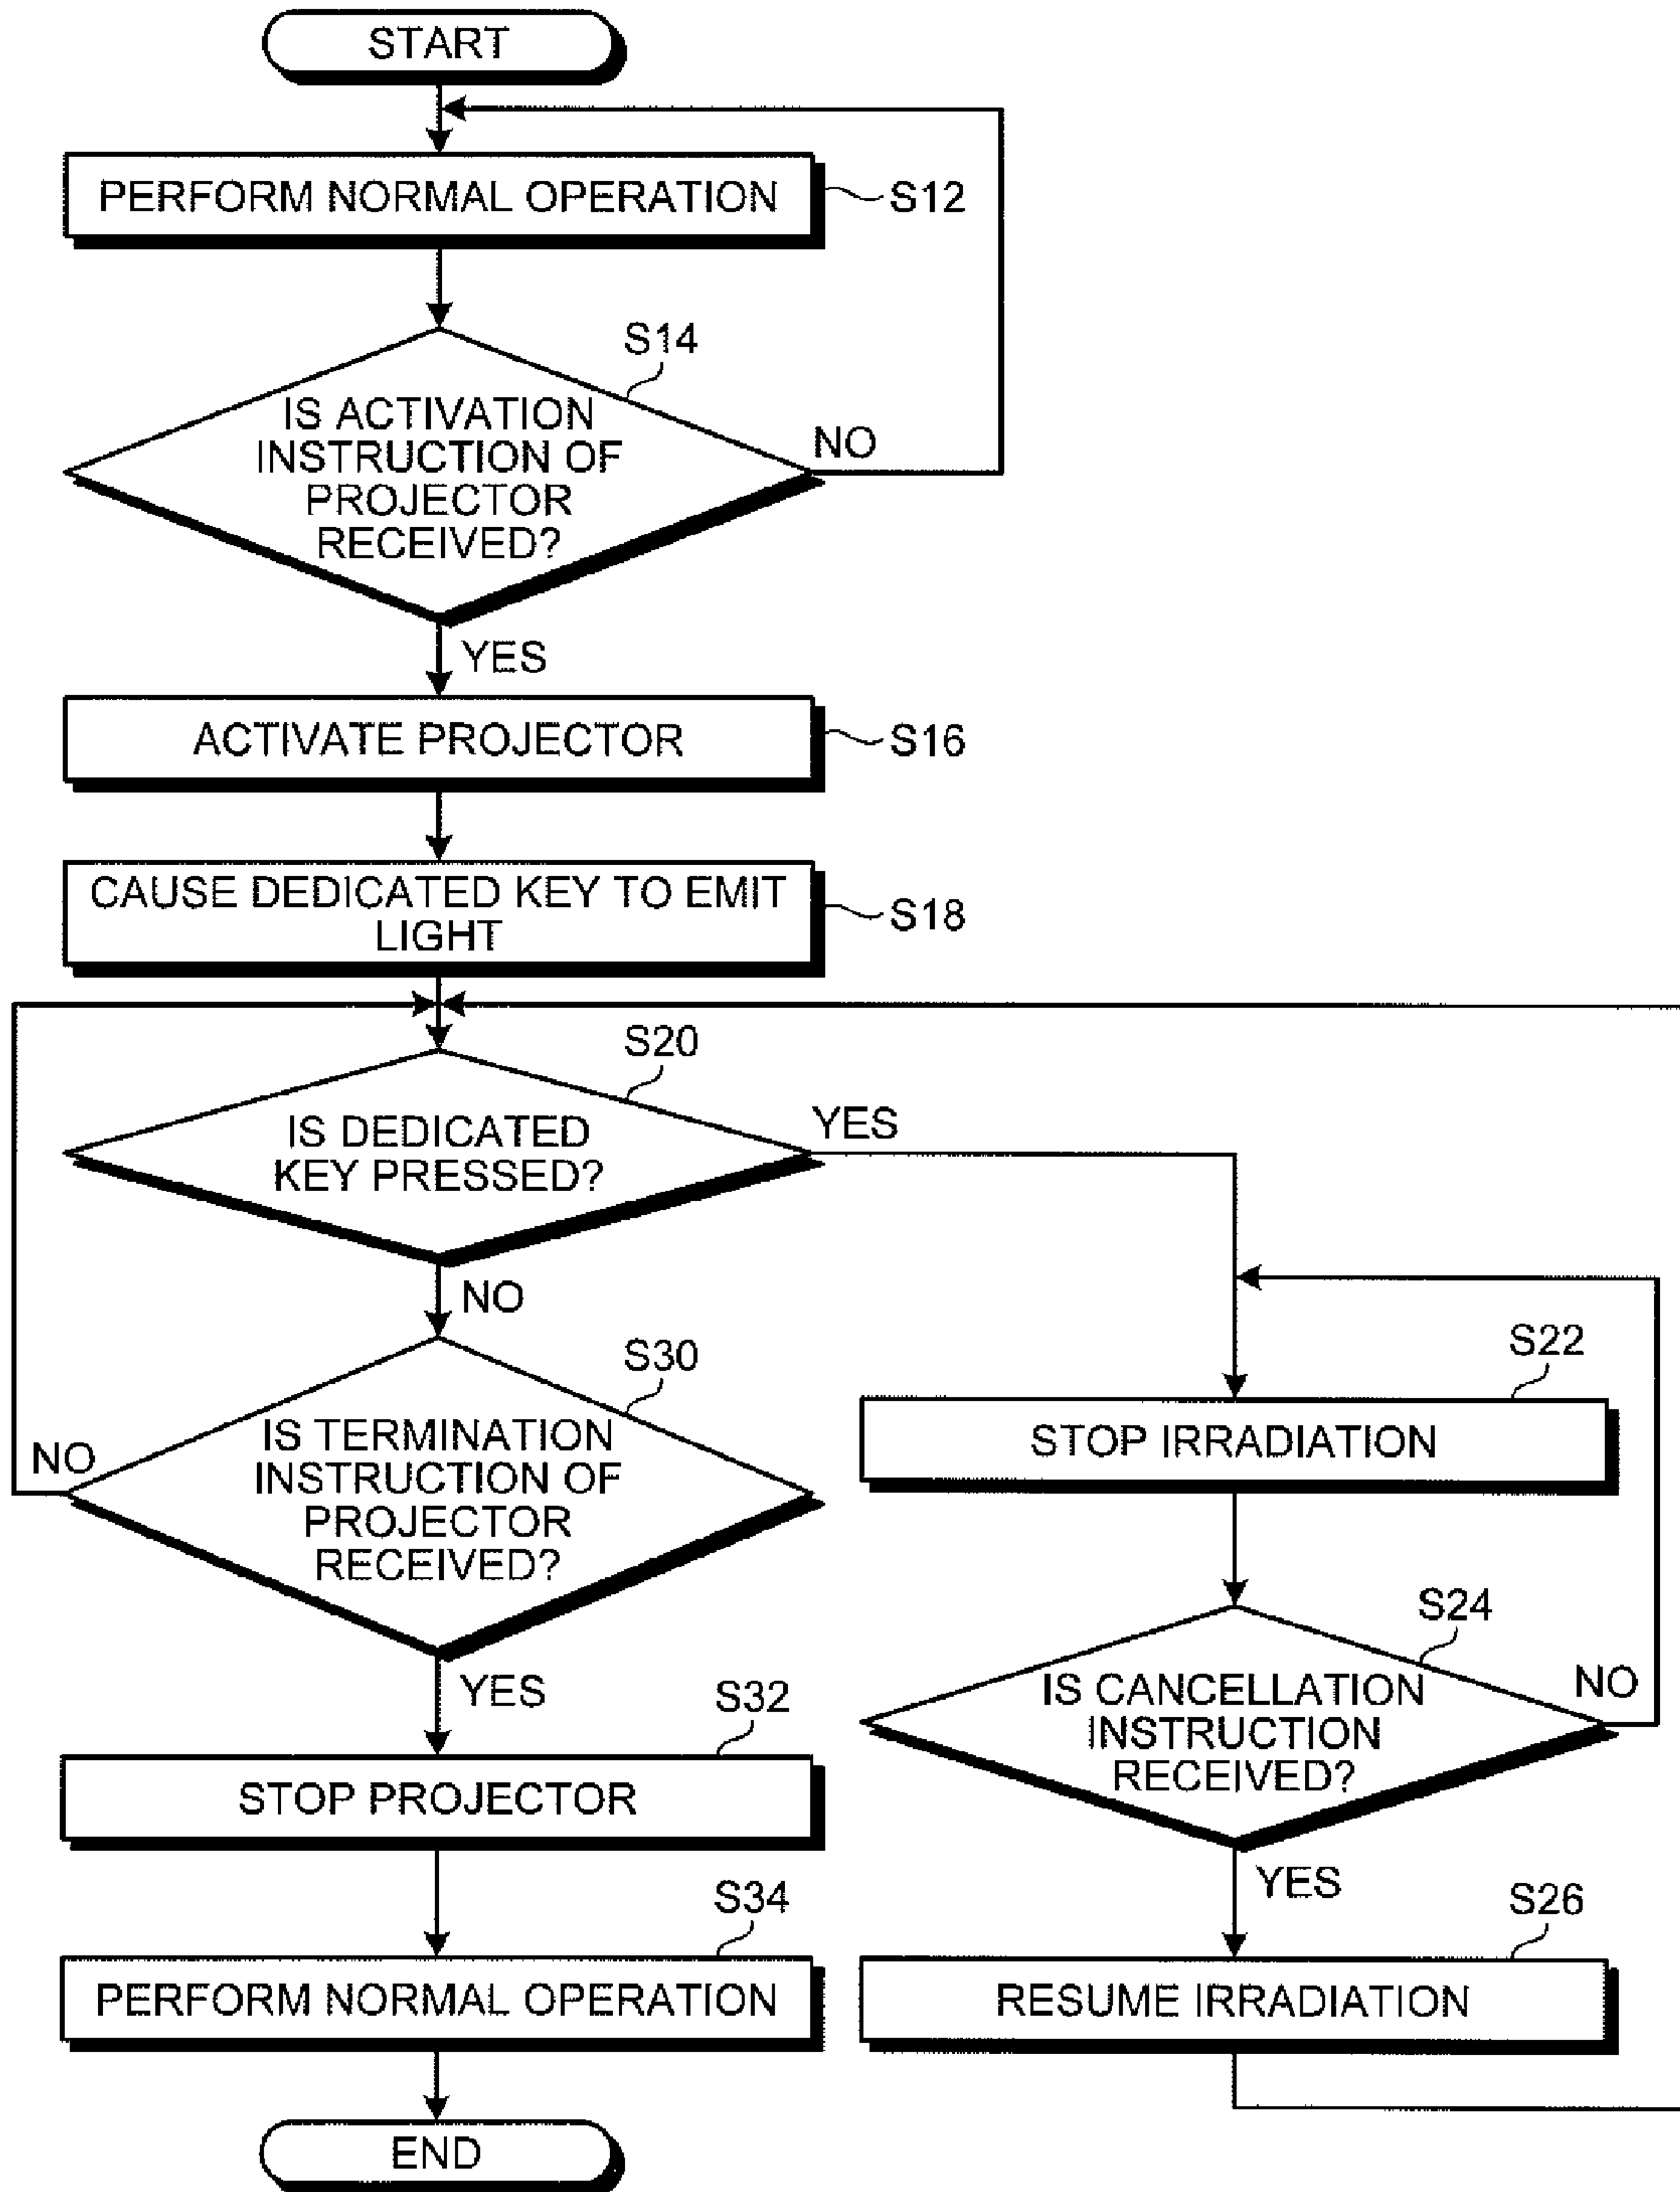 START
PERFORM NORMAL OPERATION
S12
S14
IS ACTIVATION
INSTRUCTION OF
PROJECTOR
RECEIVED?
NO
YES
ACTIVATE PROJECTOR
S16
CAUSE DEDICATED KEY TO EMIT
LIGHT
S18
S20
IS DEDICATED
KEY PRESSED?
YES
NO
S30
IS TERMINATION
INSTRUCTION OF
PROJECTOR
RECEIVED?
NO
YES
S32
STOP PROJECTOR
S34
PERFORM NORMAL OPERATION
END
S22
STOP IRRADIATION
S24
IS CANCELLATION
INSTRUCTION
RECEIVED?
NO
YES
S26
RESUME IRRADIATION